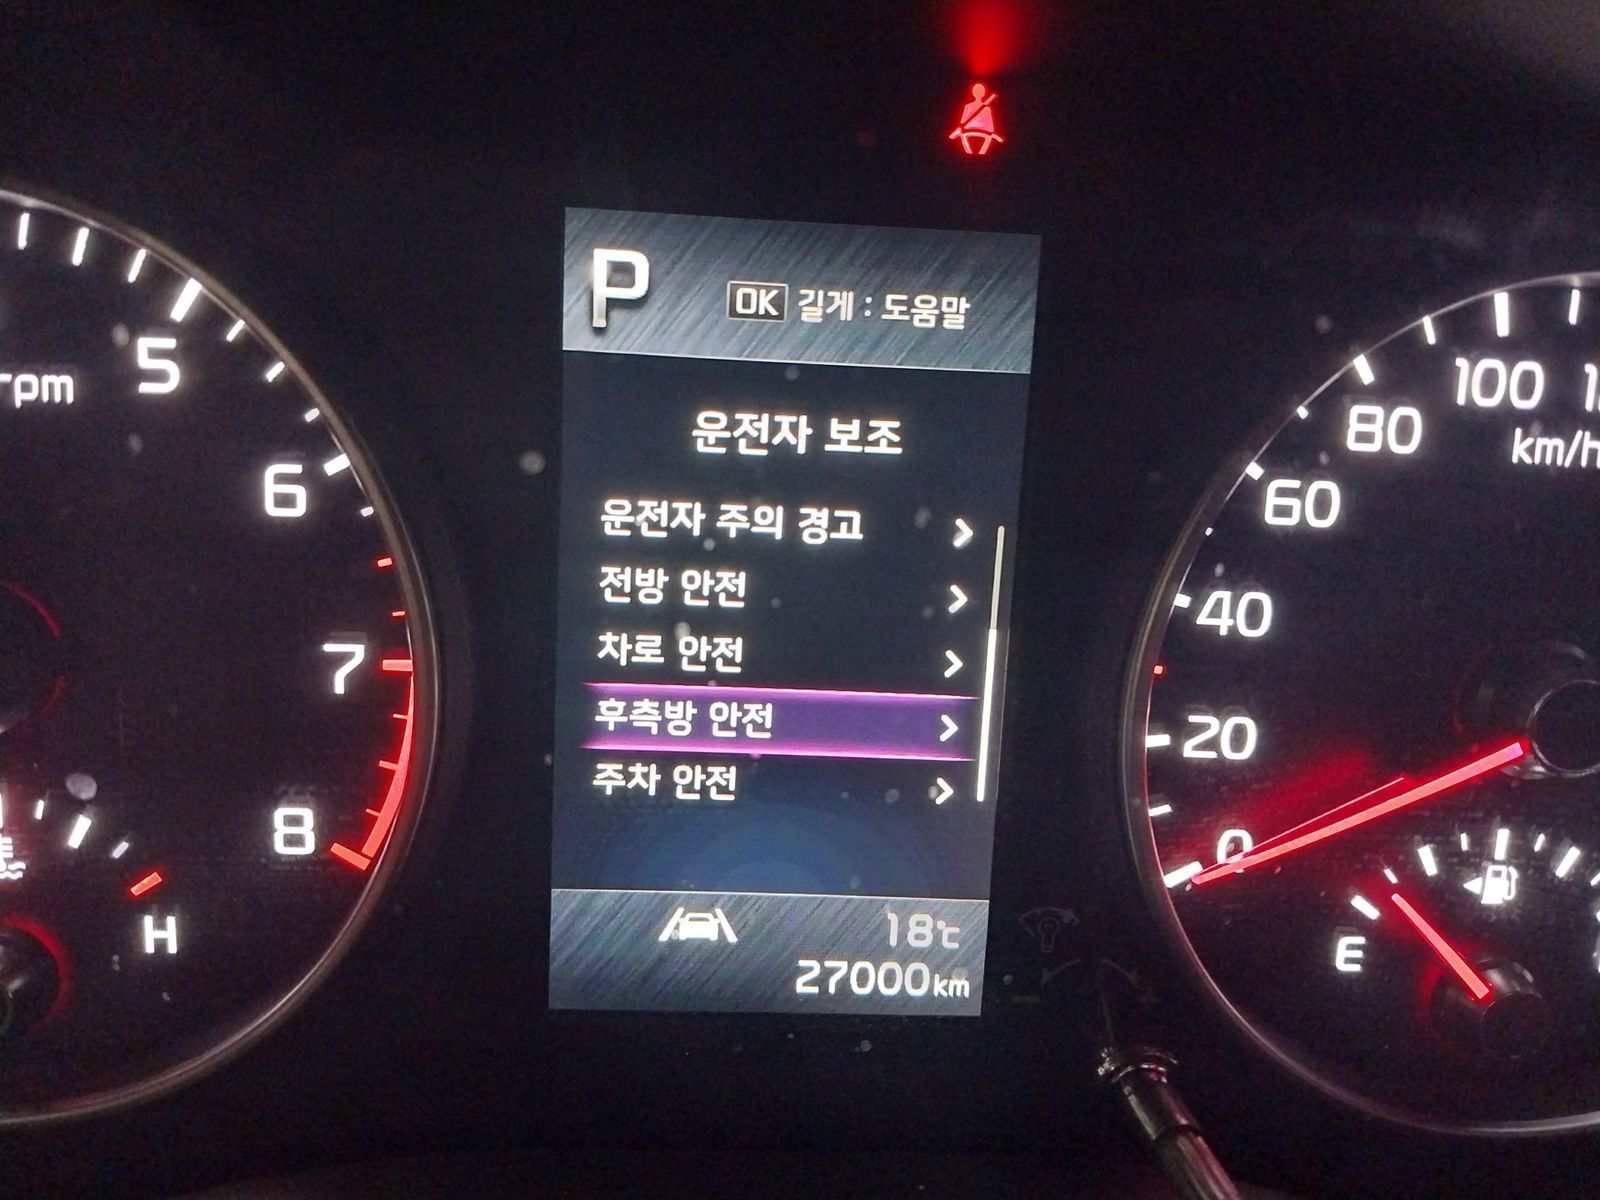 P
OK 길게 : 도움말
운전자 보조
운전자 주의 경고
전방 안전
차로 안전
후측방 안전
주차 안전
18℃
27000km
rpm
5
6
7
8
H
100
80
km/h
60
40
20
0
E